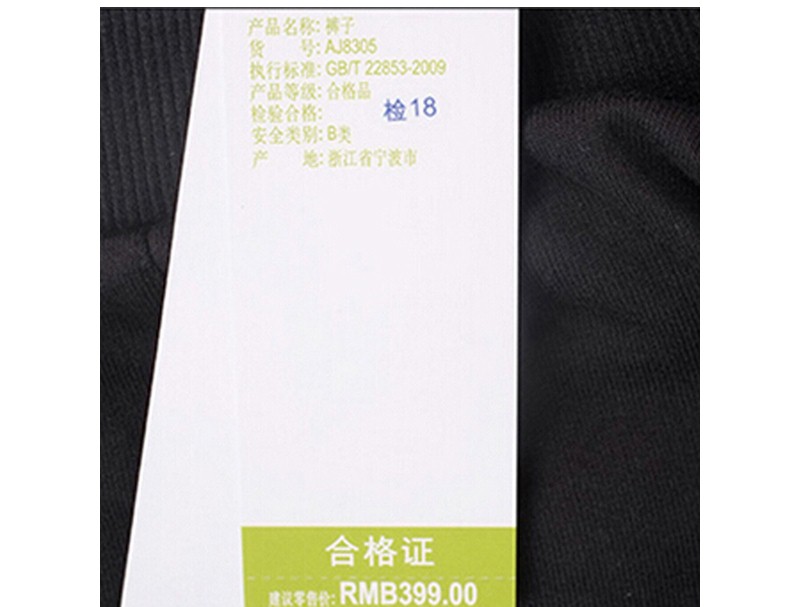 产品名称: 裤子
货 号: AJ8305
执行标准: GB/T 22853-2009
产品等级: 合格品
检验合格: 检18
安全类别: B类
产 地: 浙江省宁波市
合格证
建议零售价: RMB399.00